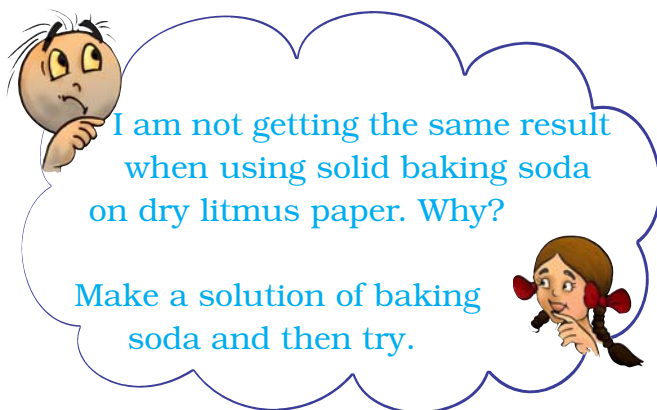 I am not getting the same result
when using solid baking soda
on dry litmus paper. Why?
Make a solution of baking
soda and then try.